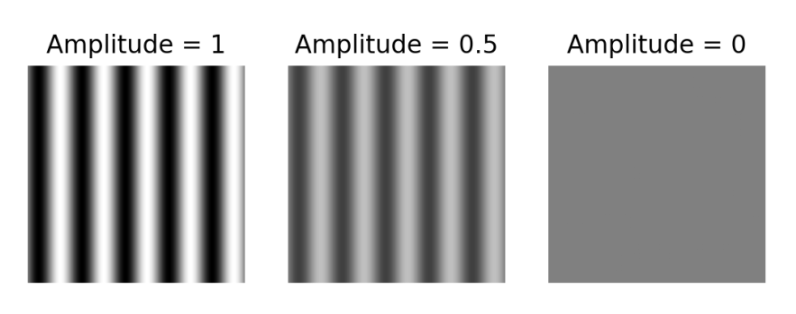 Amplitude = 1
Amplitude = 0.5
Amplitude = 0